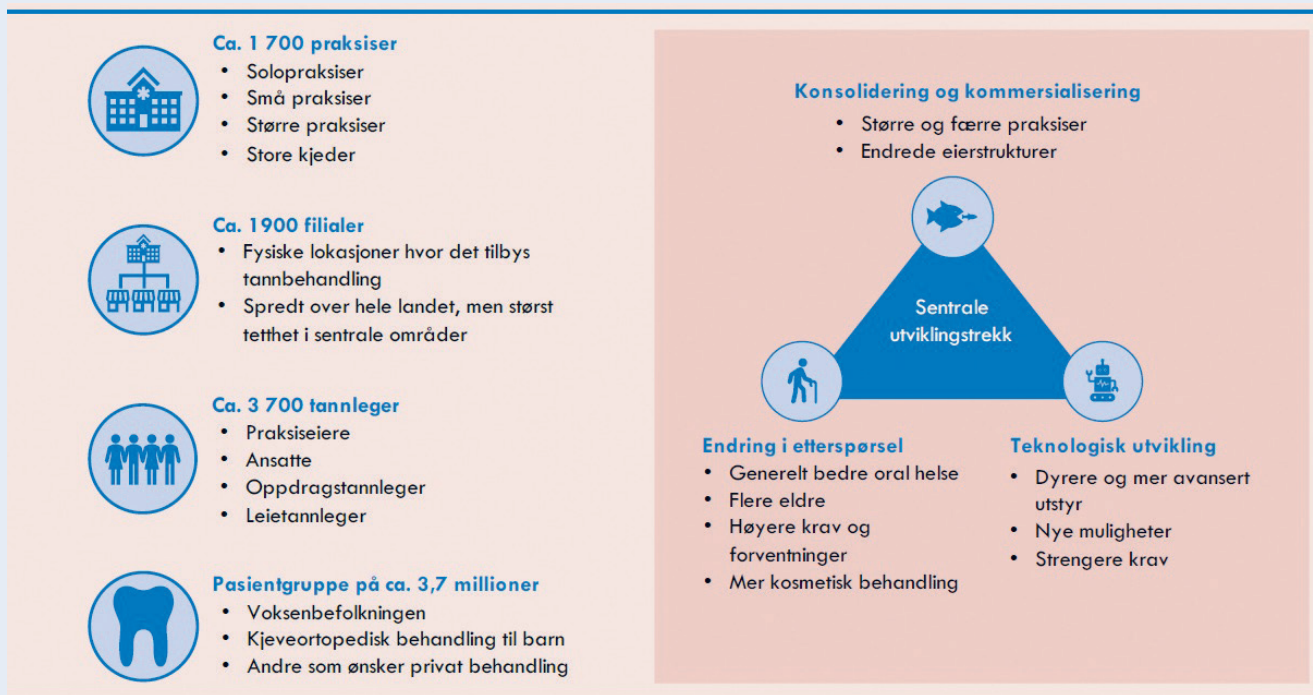 Ca. 1 700 praksiser
• Solopraksiser
• Små praksiser
• Større praksiser
• Store kjeder
Ca. 1900 filialer
• Fysiske lokasjoner hvor det tilbys
tannbehandling
• Spredt over hele landet, men størst
tetthet i sentrale områder
Ca. 3 700 tannleger
• Praksiseiere
• Ansatte
• Oppdragstannleger
• Leietannleger
Pasientgruppe på ca. 3,7 millioner
• Voksenbefolkningen
• Kjeveortopedisk behandling til barn
• Andre som ønsker privat behandling
Konsolidering og kommersialisering
• Større og færre praksiser
• Endrede eierstrukturer
Sentrale
utviklingstrekk
Endring i etterspørsel
• Generelt bedre oral helse
• Flere eldre
• Høyere krav og
forventninger
• Mer kosmetisk behandling
Teknologisk utvikling
• Dyrere og mer avansert
utstyr
• Nye muligheter
• Strengere krav